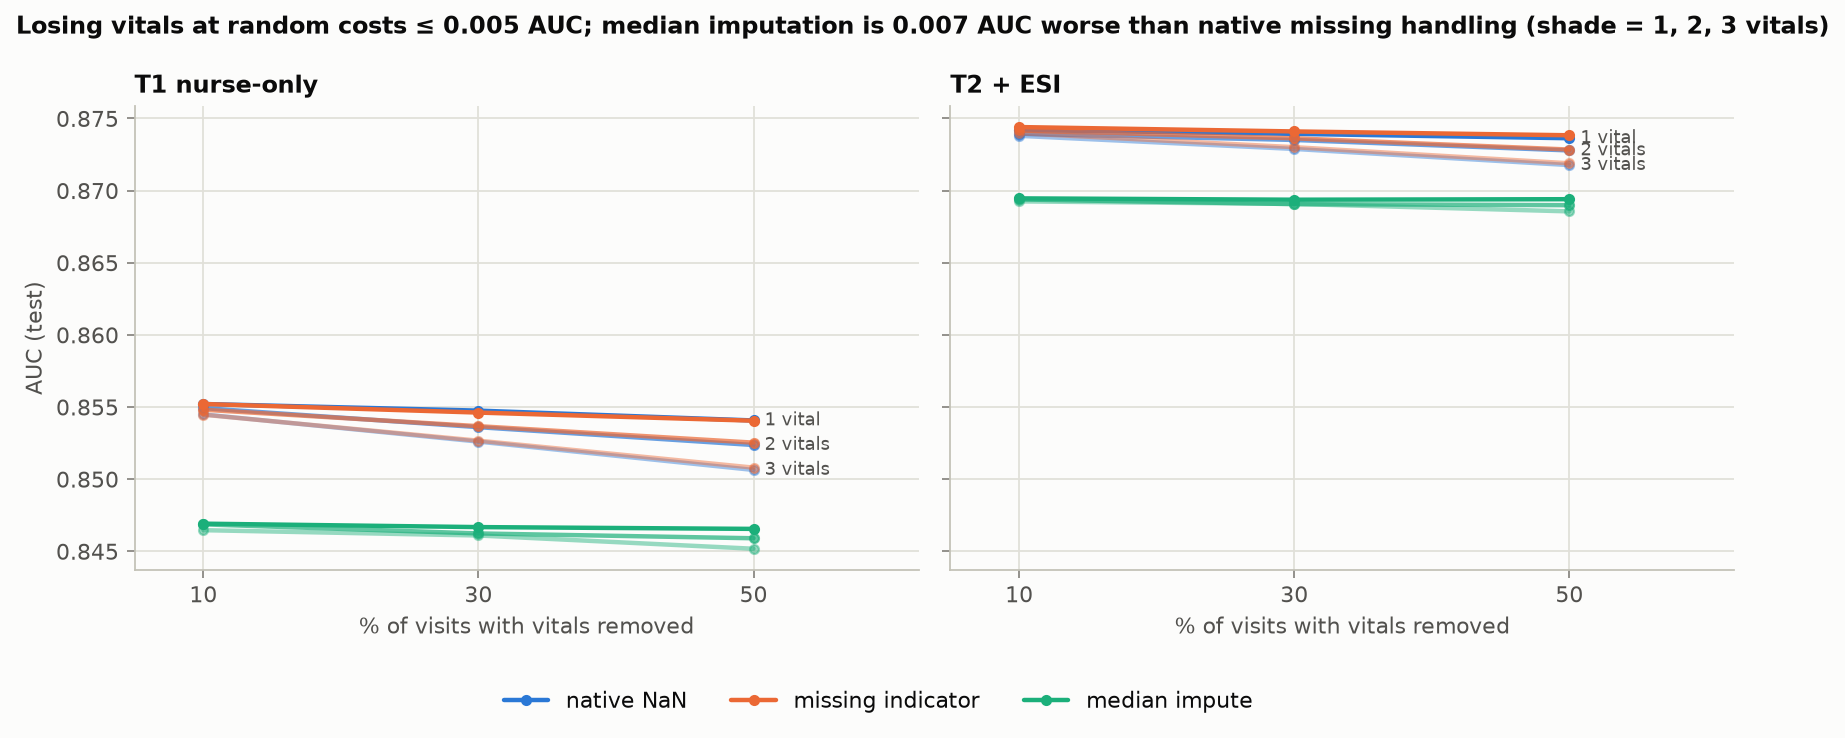 Losing vitals at random costs ≤ 0.005 AUC; median imputation is 0.007 AUC worse than native missing handling (shade = 1, 2, 3 vitals)
T1 nurse-only
T2 + ESI
AUC (test)
0.875
0.870
0.865
0.860
0.855
0.850
0.845
1 vital
2 vitals
3 vitals
1 vital
2 vitals
3 vitals
10
30
50
10
30
50
% of visits with vitals removed
% of visits with vitals removed
native NaN
missing indicator
median impute